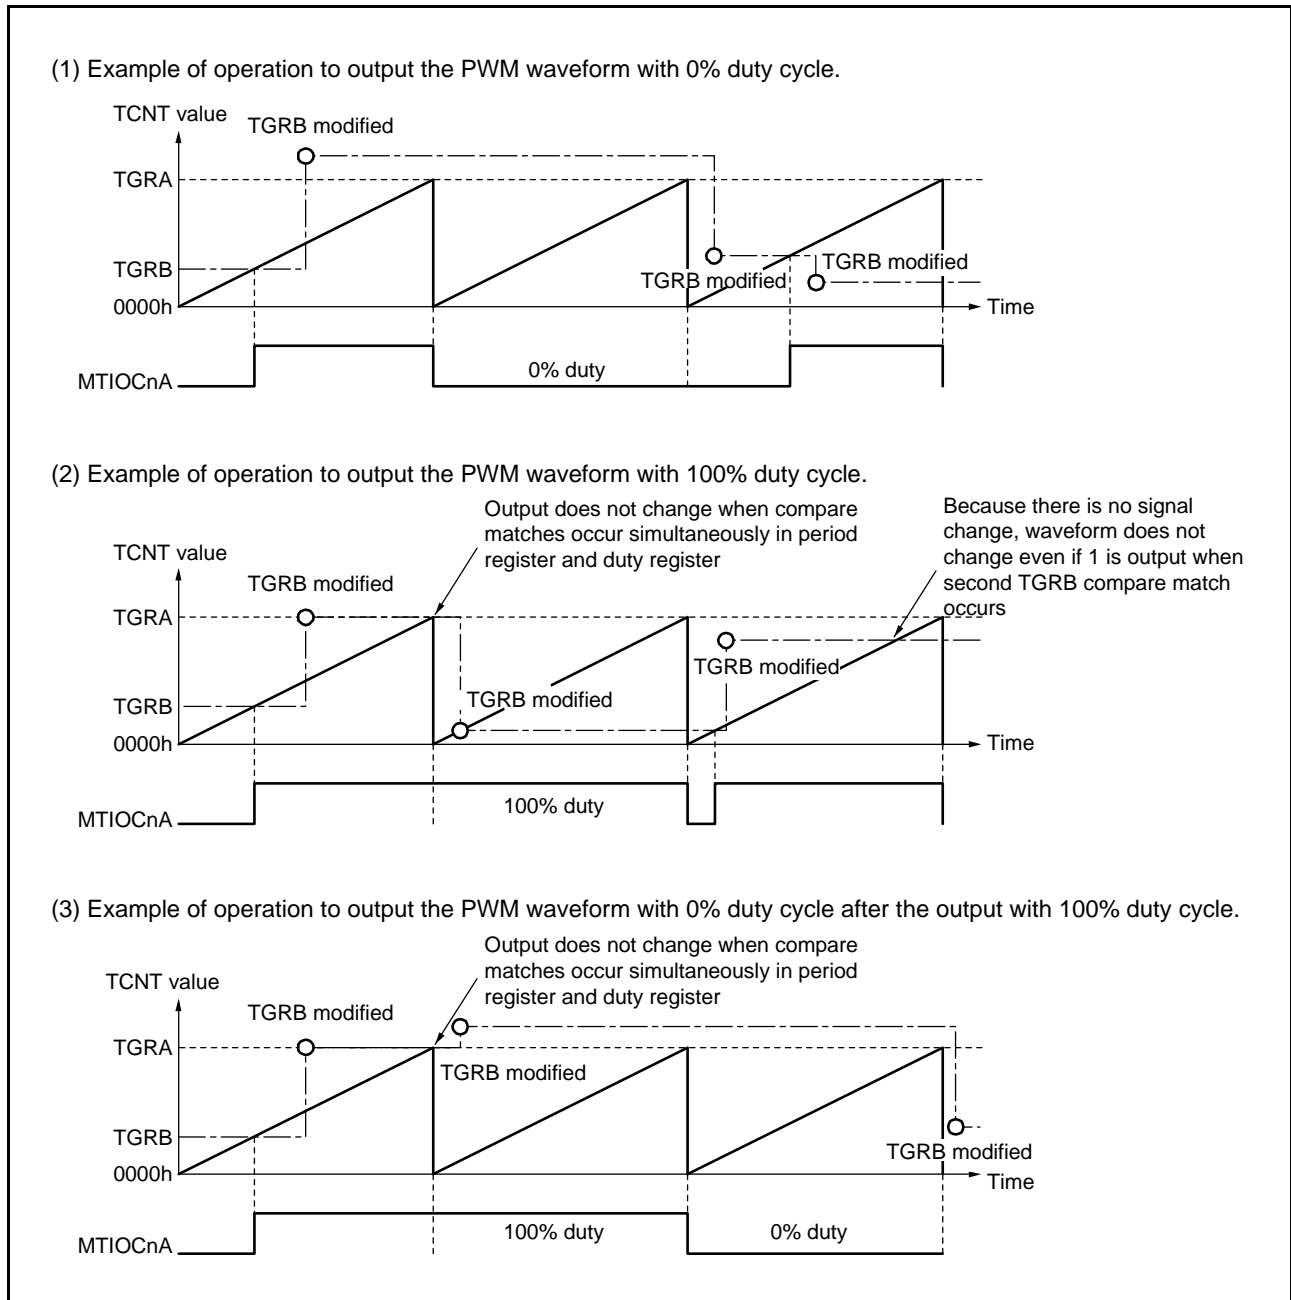 (1) Example of operation to output the PWM waveform with 0% duty cycle.
TCNT value
TGRB modified
TGRA
TGRB
TGRB modified
TGRB modified
0000h
Time
0% duty
MTIOCnA
(2) Example of operation to output the PWM waveform with 100% duty cycle.
Output does not change when compare
matches occur simultaneously in period
register and duty register
Because there is no signal
change, waveform does not
change even if 1 is output when
second TGRB compare match
occurs
TCNT value
TGRB modified
TGRA
TGRB modified
TGRB modified
TGRB
0000h
Time
100% duty
MTIOCnA
(3) Example of operation to output the PWM waveform with 0% duty cycle after the output with 100% duty cycle.
Output does not change when compare
matches occur simultaneously in period
register and duty register
TCNT value
TGRB modified
TGRA
TGRB modified
TGRB
TGRB modified
0000h
Time
100% duty
0% duty
MTIOCnA